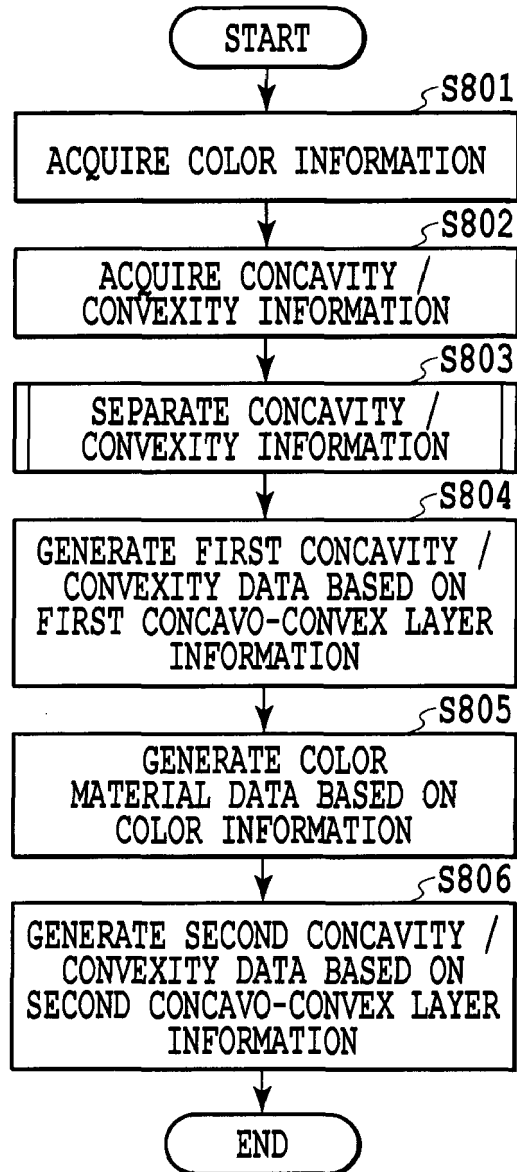 START
S801
ACQUIRE COLOR INFORMATION
S802
ACQUIRE CONCAVITY /
CONVEXITY INFORMATION
S803
SEPARATE CONCAVITY /
CONVEXITY INFORMATION
S804
GENERATE FIRST CONCAVITY /
CONVEXITY DATA BASED ON
FIRST CONCAVO-CONVEX LAYER
INFORMATION
S805
GENERATE COLOR
MATERIAL DATA BASED ON
COLOR INFORMATION
S806
GENERATE SECOND CONCAVITY /
CONVEXITY DATA BASED ON
SECOND CONCAVO-CONVEX LAYER
INFORMATION
END